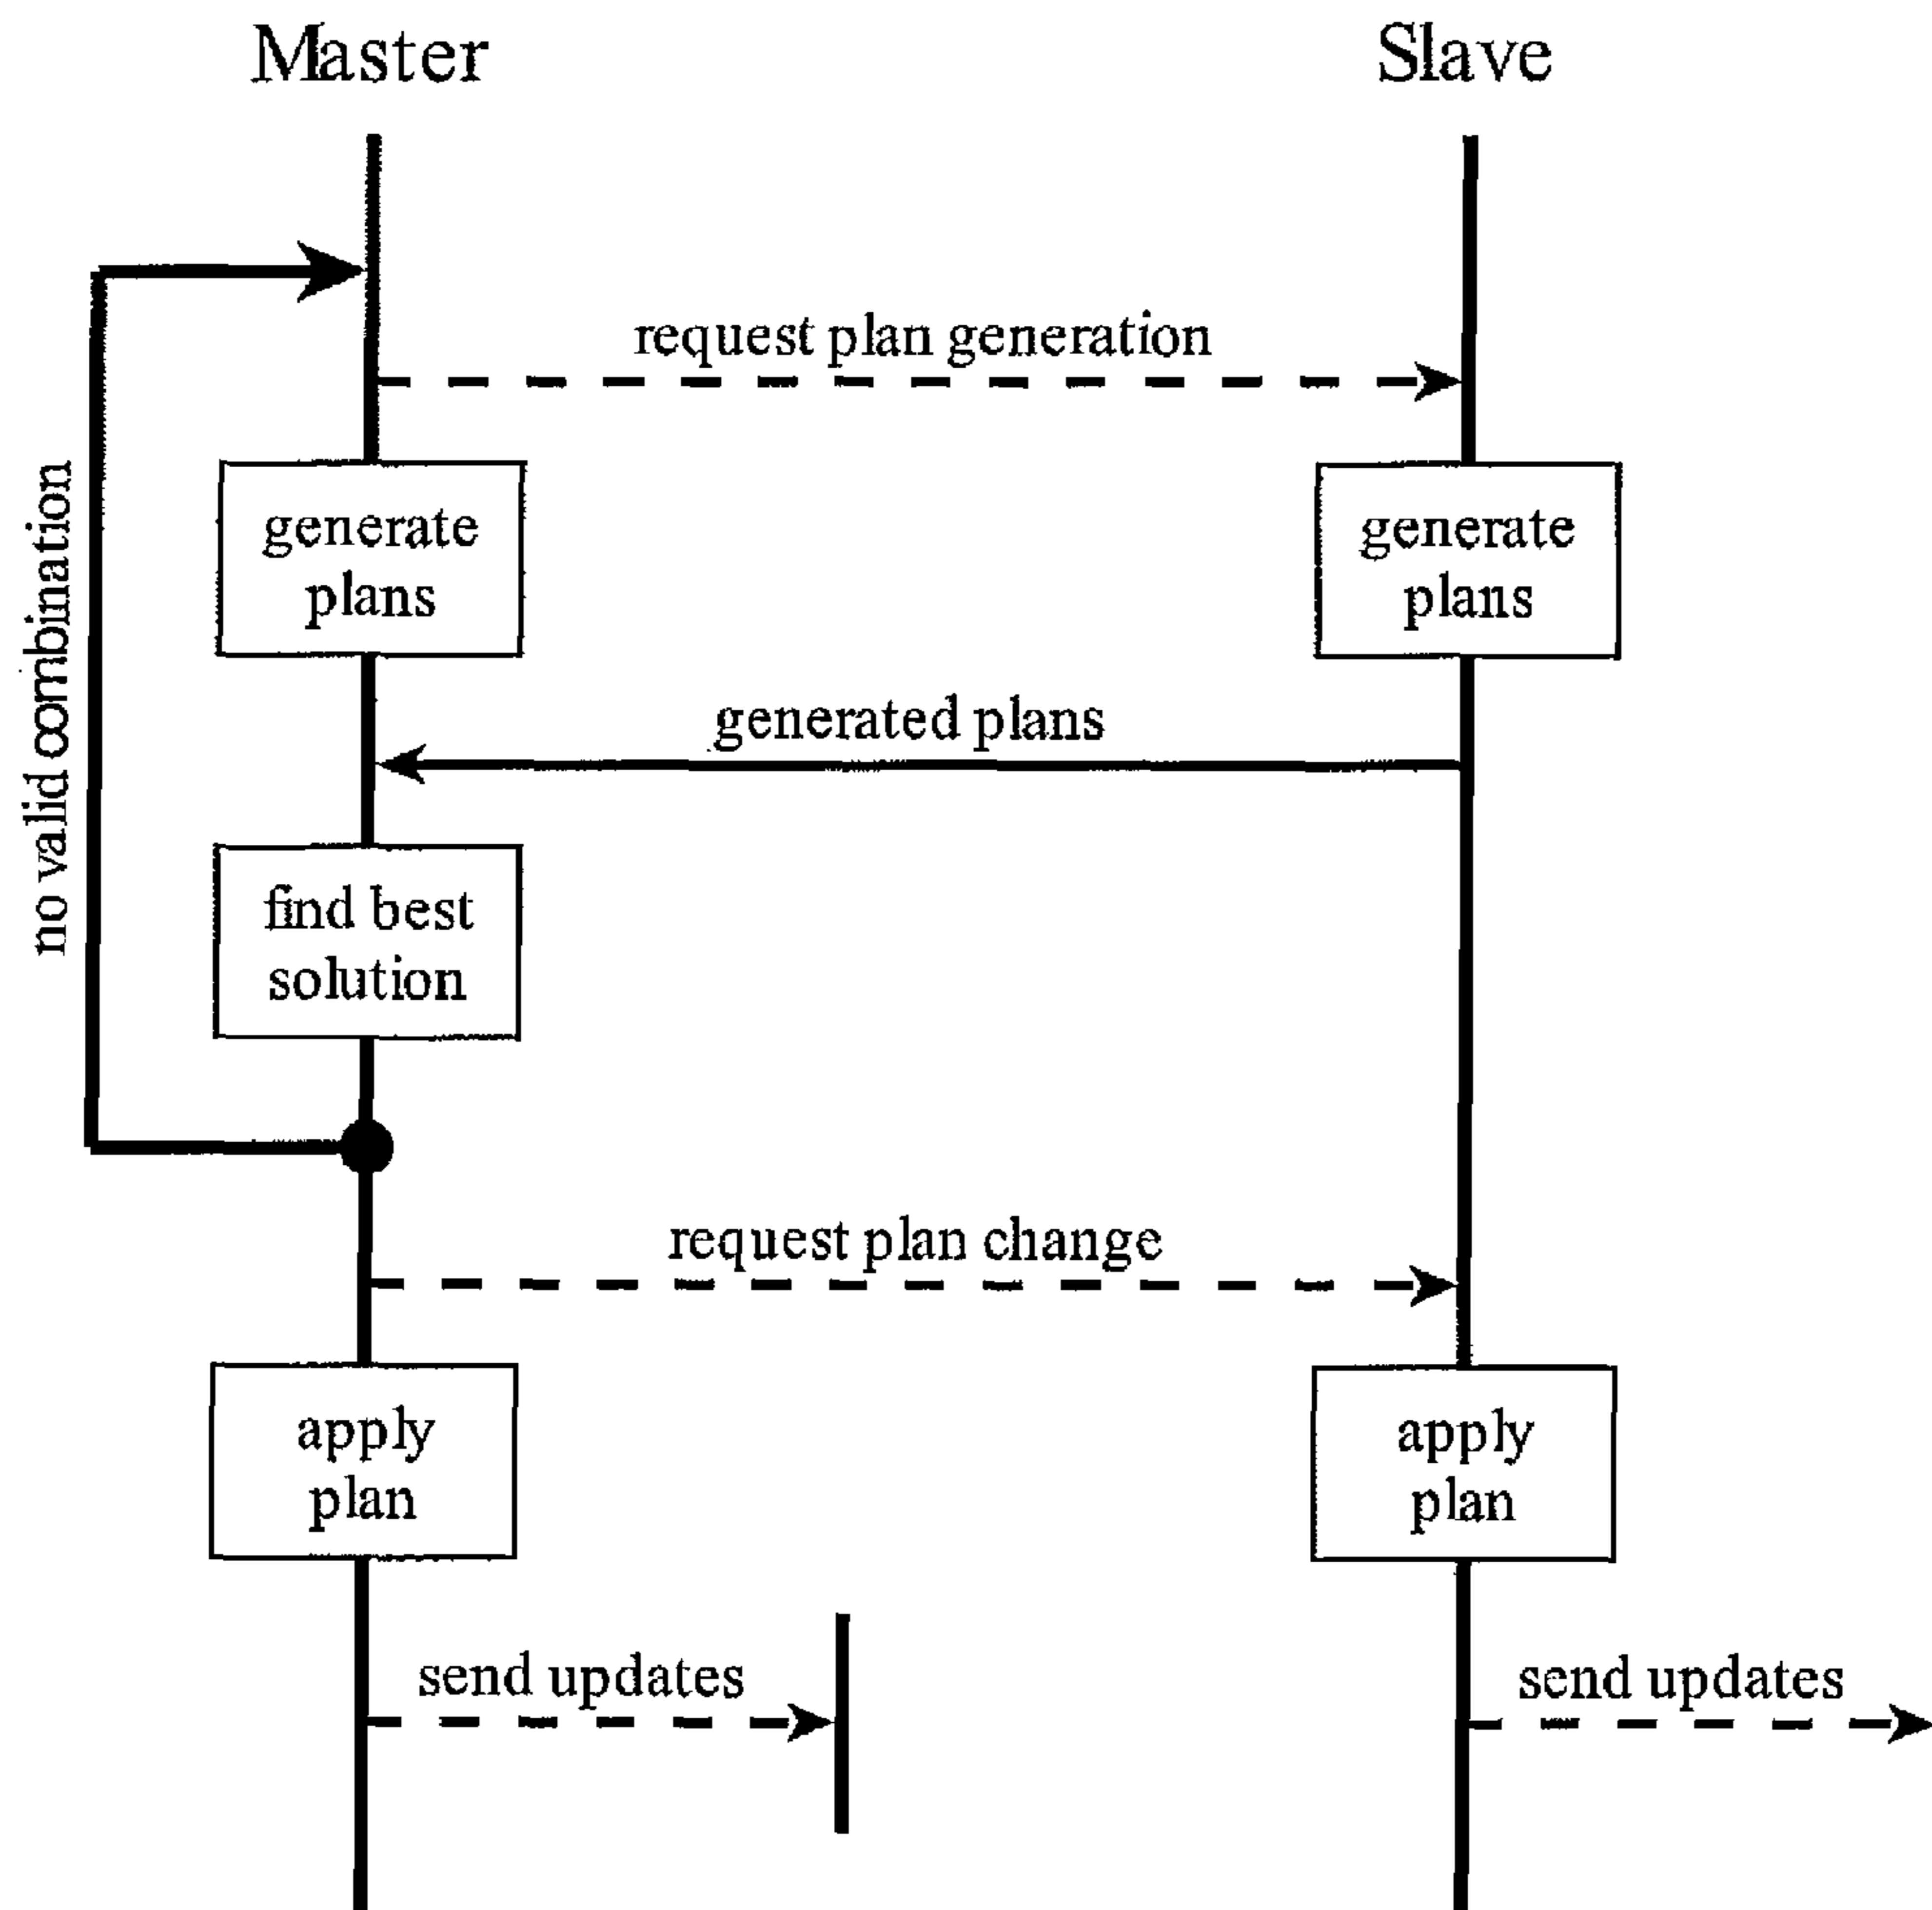 Master
Slave
request plan generation
generate
plans
generate
plans
no valid combination
generated plans
find best
solution
request plan change
apply
plan
apply
plan
send updates
send updates